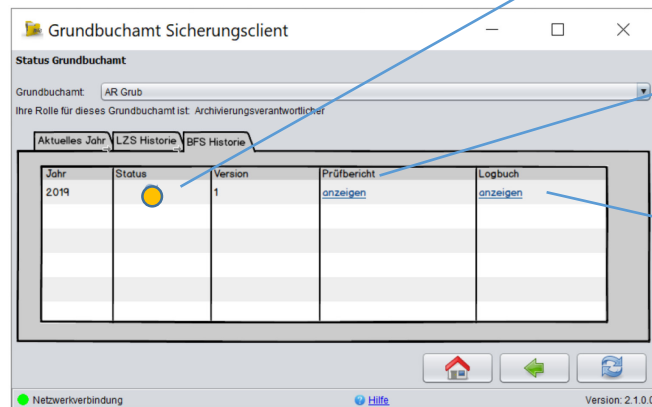 Grundbuchamt Sicherungsclient
Status Grundbuchamt
Grundbuchamt: AR Grub
Ihre Rolle für dieses Grundbuchamt ist: Archivierungsverantwortlicher
Aktuelles Jahr LZS Historie BFS Historie
Jahr Status Version Prüfbericht Logbuch
2019 1 anzeigen anzeigen
Netzwerkverbindung Hilfe Version: 2.1.0.0